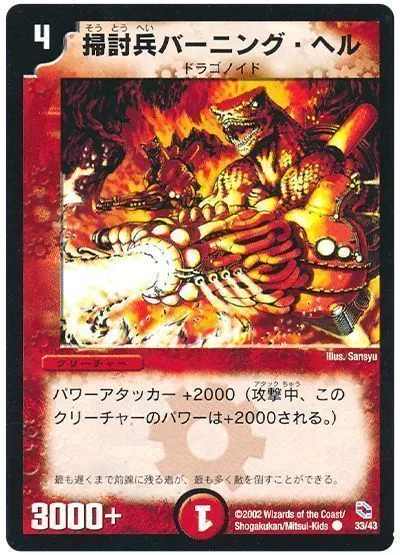 4
そう とう へい
掃討兵バーニング・ヘル
ドラゴノイド
Illus. Sansyu
クリーチャー
アタック ちゅう
パワーアタッカー +2000（攻撃中、この
クリーチャーのパワーは+2000される。）
最も遅くまで前線に残る者が、最も多く敵を倒すことができる。
3000+
1
©2002 Wizards of the Coast/
Shogakukan/Mitsui-Kids
33/43